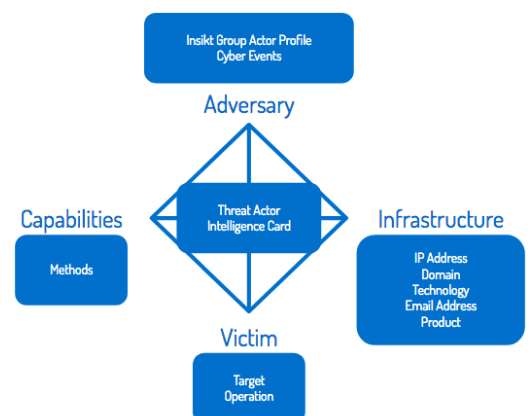 Insikt Group Actor Profile
Cyber Events
Adversary
Threat Actor
Intelligence Card
Capabilities
Methods
Infrastructure
IP Address
Domain
Technology
Email Address
Product
Victim
Target
Operation